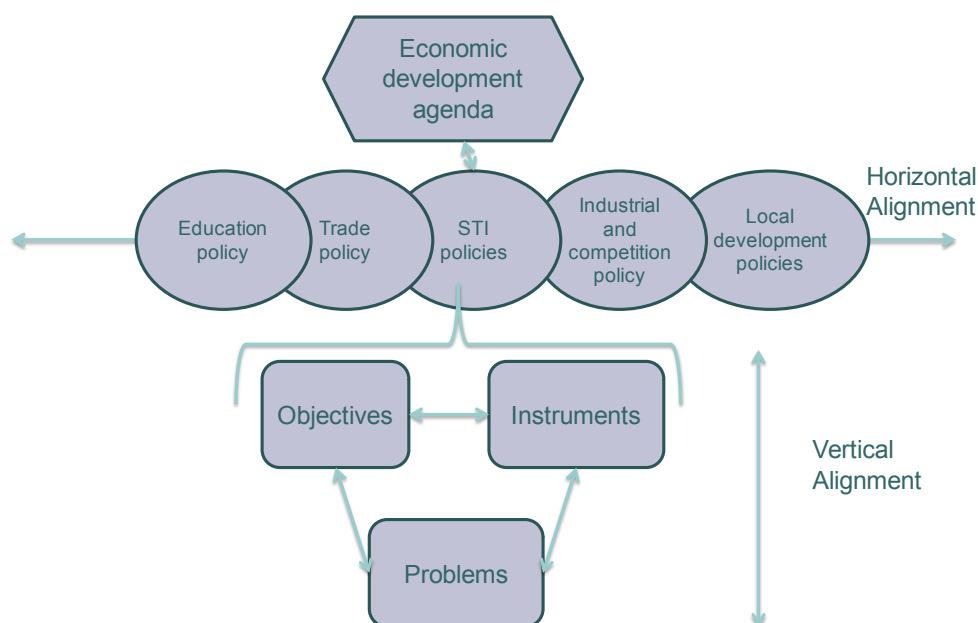 Economic
development
agenda
Education
policy
Trade
policy
STI
policies
Industrial
and
competition
policy
Local
development
policies
Horizontal
Alignment
Objectives
Instruments
Problems
Vertical
Alignment